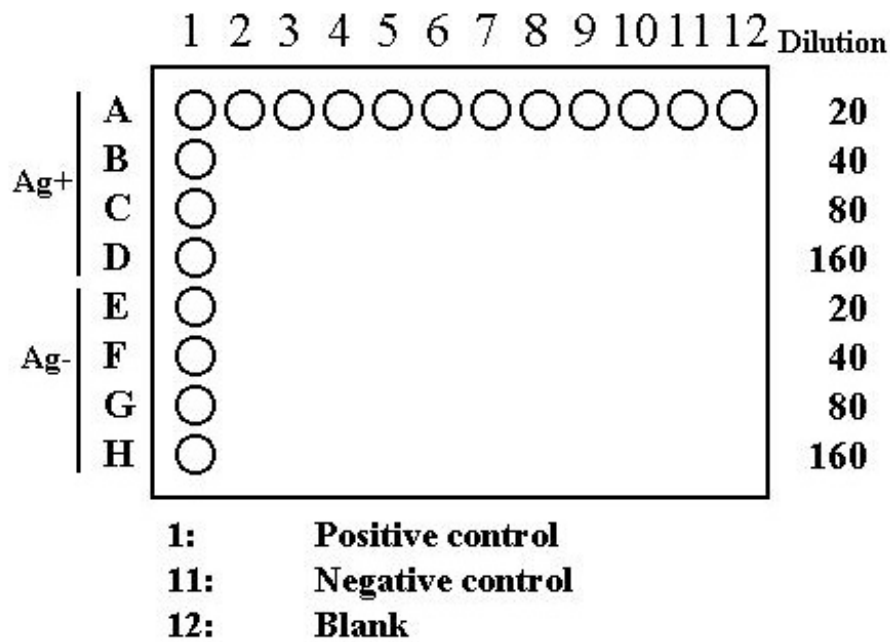 1 2 3 4 5 6 7 8 9 10 11 12 Dilution
A 20
B 40
Ag+
C 80
D 160
E 20
Ag- F 40
G 80
H 160
1: Positive control
11: Negative control
12: Blank